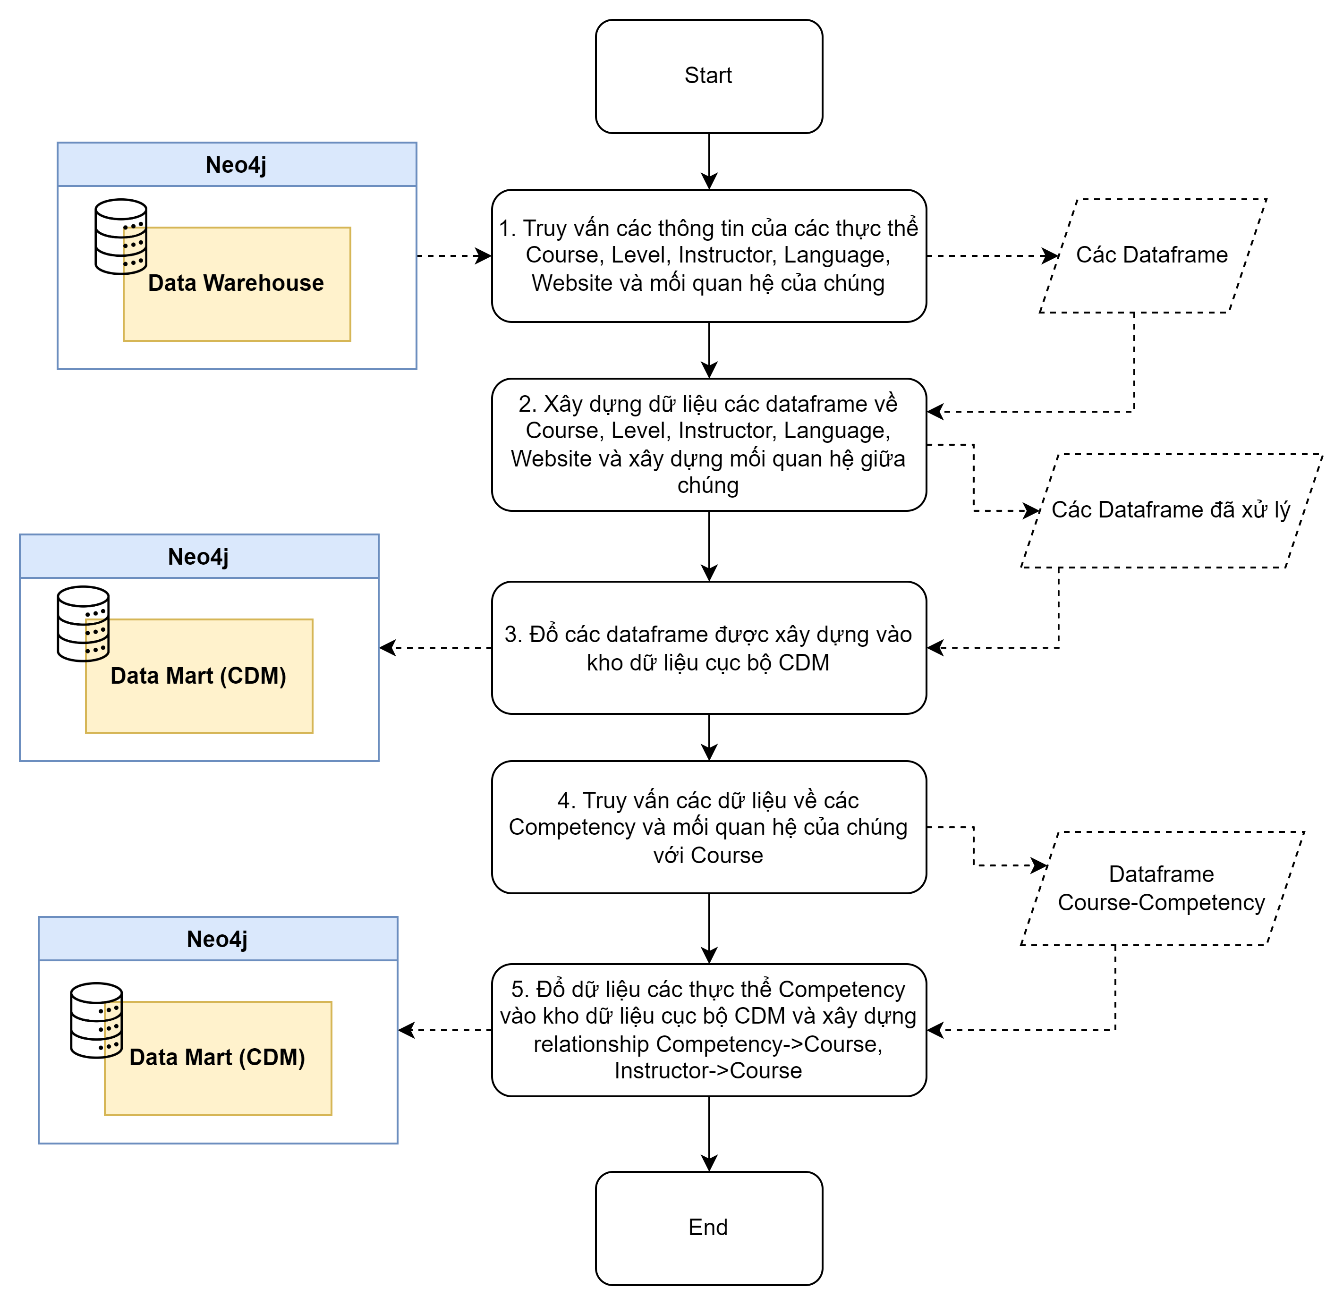 Start
Neo4j
Data Warehouse
1. Truy vấn các thông tin của các thực thể
Course, Level, Instructor, Language,
Website và mối quan hệ của chúng
Các Dataframe
2. Xây dựng dữ liệu các dataframe về
Course, Level, Instructor, Language,
Website và xây dựng mối quan hệ giữa
chúng
Các Dataframe đã xử lý
Neo4j
Data Mart (CDM)
3. Đổ các dataframe được xây dựng vào
kho dữ liệu cục bộ CDM
4. Truy vấn các dữ liệu về các
Competency và mối quan hệ của chúng
với Course
Dataframe
Course-Competency
Neo4j
Data Mart (CDM)
5. Đổ dữ liệu các thực thể Competency
vào kho dữ liệu cục bộ CDM và xây dựng
relationship Competency->Course,
Instructor->Course
End